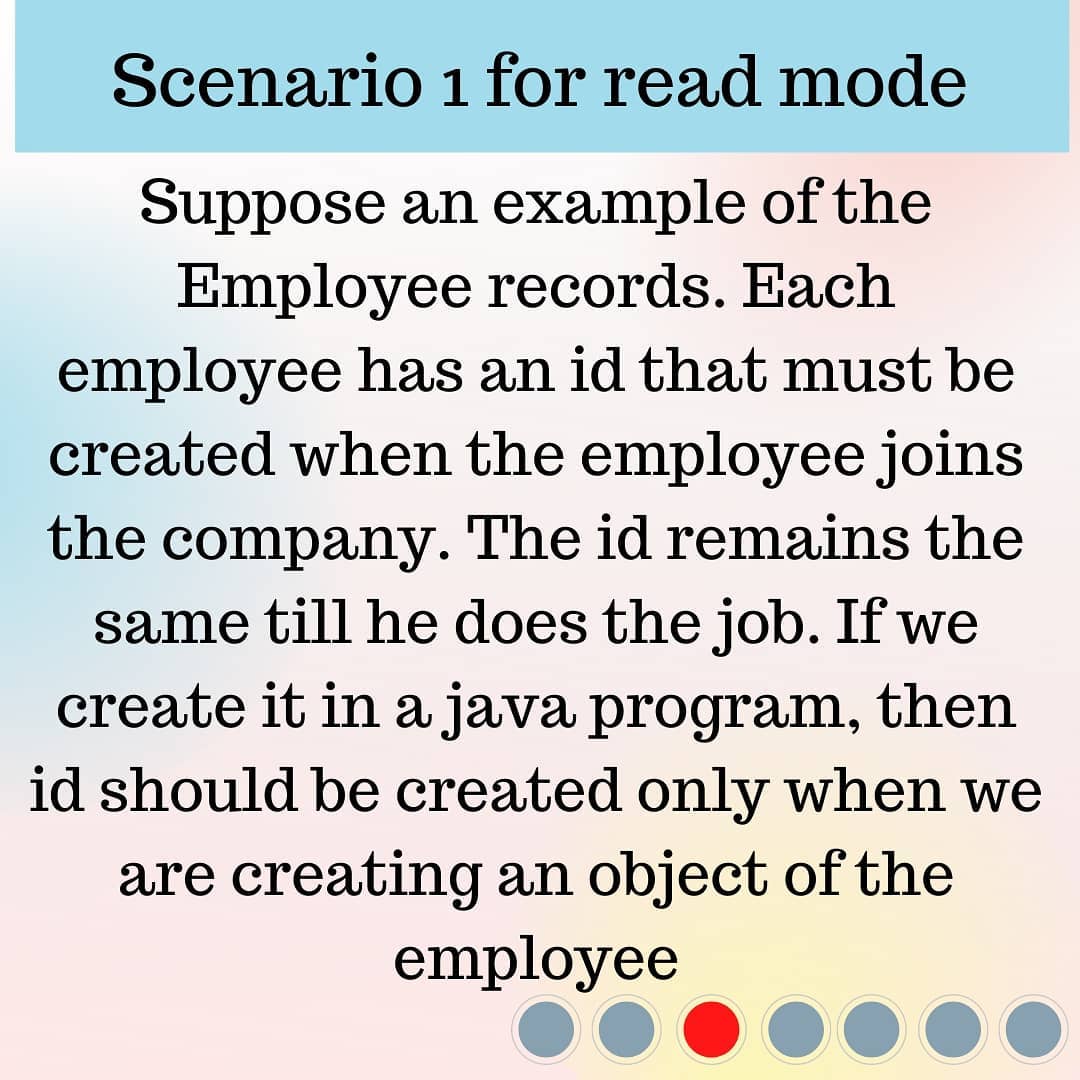 Scenario 1 for read mode
Suppose an example of the
Employee records. Each
employee has an id that must be
created when the employee joins
the company. The id remains the
same till he does the job. If we
create it in a java program, then
id should be created only when we
are creating an object of the
employee